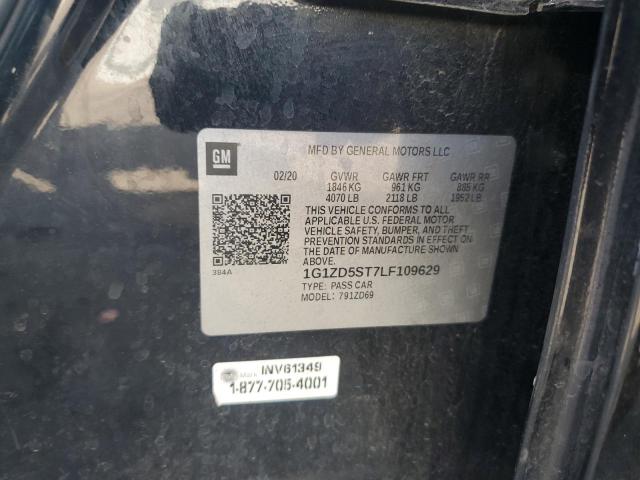 GM
MFD BY GENERAL MOTORS LLC
02/20 GVWR GAWR FRT GAWR RR
1846 KG 961 KG 885 KG
4070 LB 2118 LB 1952 LB
THIS VEHICLE CONFORMS TO ALL
APPLICABLE U.S. FEDERAL MOTOR
VEHICLE SAFETY, BUMPER, AND THEFT
PREVENTION STANDARDS IN EFFECT ON
THE DATE OF MANUFACTURE SHOWN
ABOVE.
384A
1G1ZD5ST7LF109629
TYPE: PASS CAR
MODEL: 791ZD69
Mark INV61349
1-877-705-4001